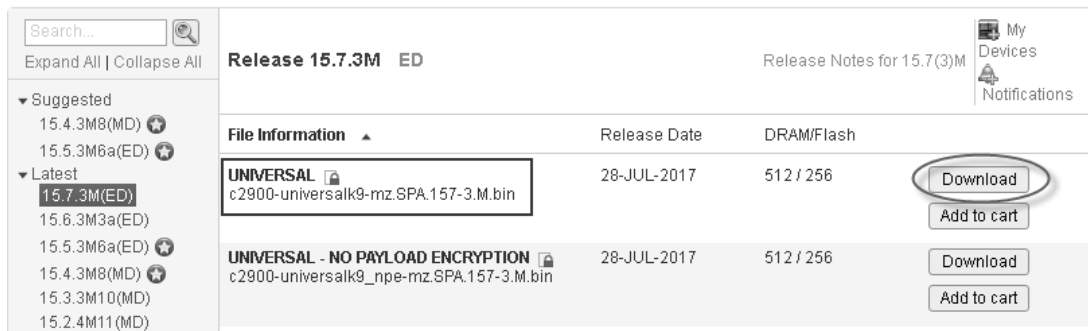 Search...
Expand All | Collapse All
▾ Suggested
15.4.3M8(MD)
15.5.3M6a(ED)
▾ Latest
15.7.3M(ED)
15.6.3M3a(ED)
15.5.3M6a(ED)
15.4.3M8(MD)
15.3.3M10(MD)
15.2.4M11(MD)
Release 15.7.3M ED
Release Notes for 15.7(3)M
My
Devices
Notifications
File Information ▲ Release Date DRAM/Flash
UNIVERSAL
c2900-universalk9-mz.SPA.157-3.M.bin
28-JUL-2017 512 / 256
Download
Add to cart
UNIVERSAL - NO PAYLOAD ENCRYPTION
c2900-universalk9_npe-mz.SPA.157-3.M.bin
28-JUL-2017 512 / 256
Download
Add to cart